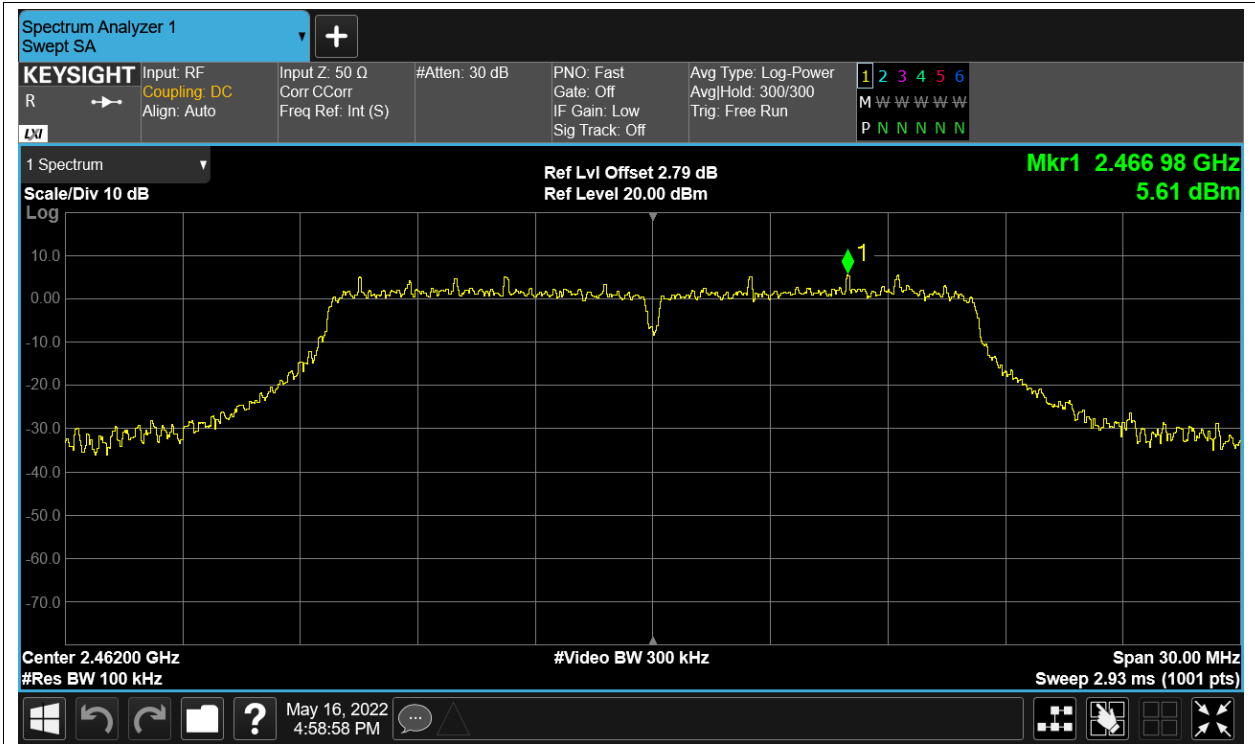 Spectrum Analyzer 1
Swept SA
KEYSIGHT
R
LXI
Input: RF
Coupling: DC
Align: Auto
Input Z: 50 Ω
Corr CCorr
Freq Ref: Int (S)
#Atten: 30 dB
PNO: Fast
Gate: Off
IF Gain: Low
Sig Track: Off
Avg Type: Log-Power
Avg|Hold: 300/300
Trig: Free Run
1 2 3 4 5 6
M W W W W W
P N N N N N
1 Spectrum
Scale/Div 10 dB
Log
Ref Lvl Offset 2.79 dB
Ref Level 20.00 dBm
Mkr1 2.466 98 GHz
5.61 dBm
1
10.0
0.00
-10.0
-20.0
-30.0
-40.0
-50.0
-60.0
-70.0
Center 2.46200 GHz
#Video BW 300 kHz
Span 30.00 MHz
#Res BW 100 kHz
Sweep 2.93 ms (1001 pts)
?
May 16, 2022
4:58:58 PM